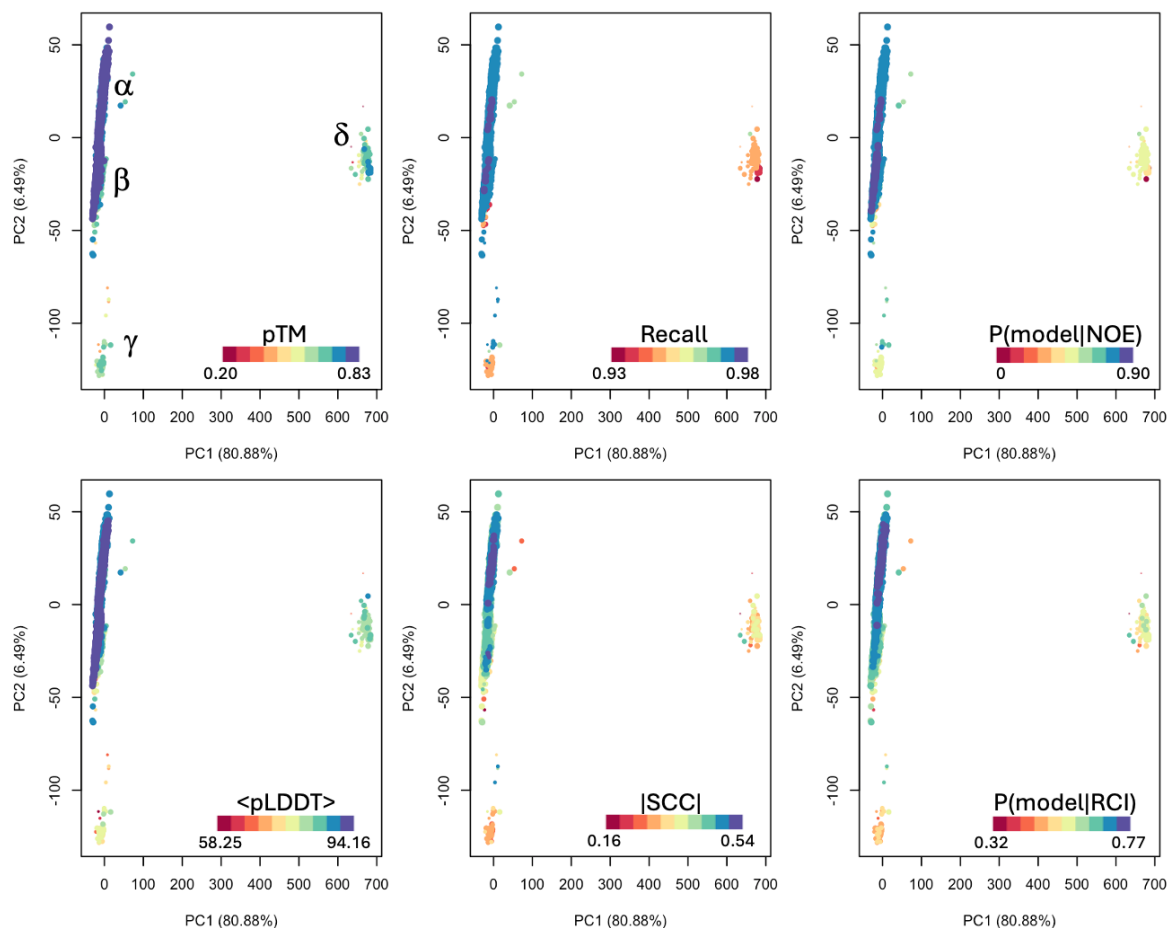 50
0
-50
-100
PC2 (6.49%)
α
β
γ
δ
pTM
0.20 0.83
0 100 200 300 400 500 600 700
PC1 (80.88%)
50
0
-50
-100
PC2 (6.49%)
Recall
0.93 0.98
0 100 200 300 400 500 600 700
PC1 (80.88%)
50
0
-50
-100
PC2 (6.49%)
P(model|NOE)
0 0.90
0 100 200 300 400 500 600 700
PC1 (80.88%)
50
0
-50
-100
PC2 (6.49%)
<pLDDT>
58.25 94.16
0 100 200 300 400 500 600 700
PC1 (80.88%)
50
0
-50
-100
PC2 (6.49%)
|SCC|
0.16 0.54
0 100 200 300 400 500 600 700
PC1 (80.88%)
50
0
-50
-100
PC2 (6.49%)
P(model|RCI)
0.32 0.77
0 100 200 300 400 500 600 700
PC1 (80.88%)